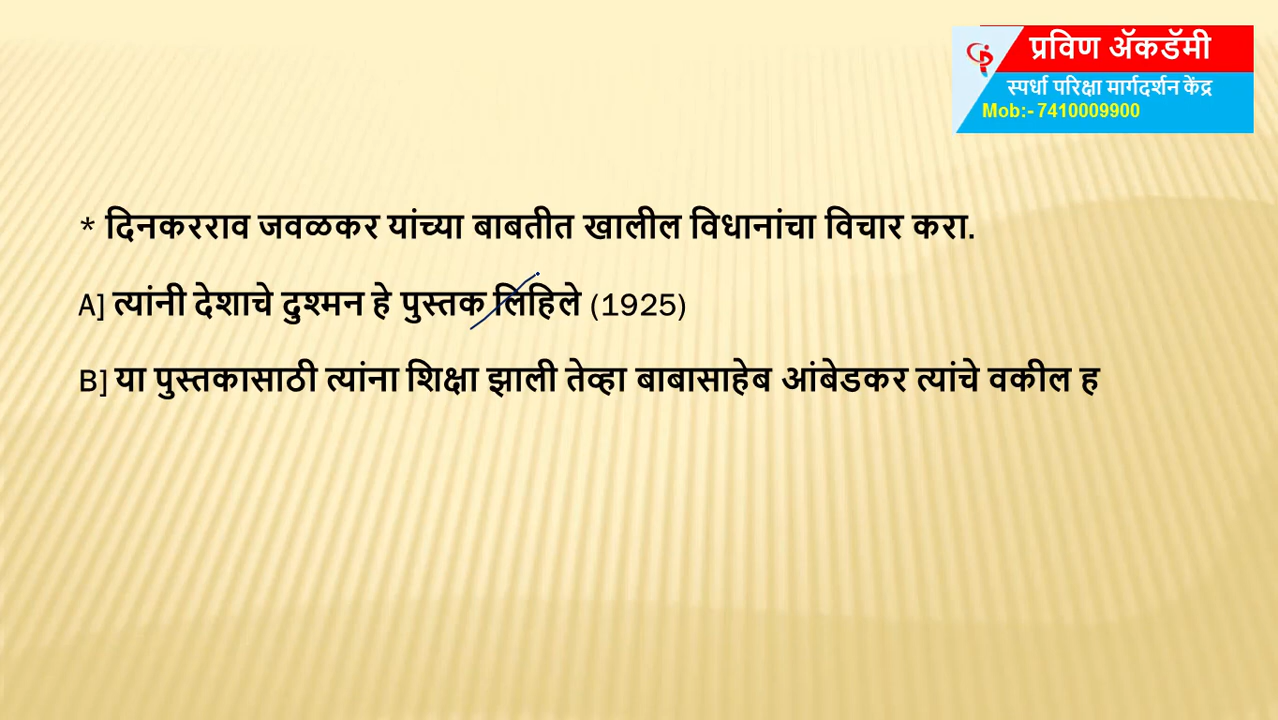 प्रविण ॲकडॅमी
स्पर्धा परिक्षा मार्गदर्शन केंद्र
Mob:- 7410009900
* दिनकरराव जवळकर यांच्या बाबतीत खालील विधानांचा विचार करा.
A] त्यांनी देशाचे दुश्मन हे पुस्तक लिहिले (1925)
B] या पुस्तकासाठी त्यांना शिक्षा झाली तेव्हा बाबासाहेब आंबेडकर त्यांचे वकील ह